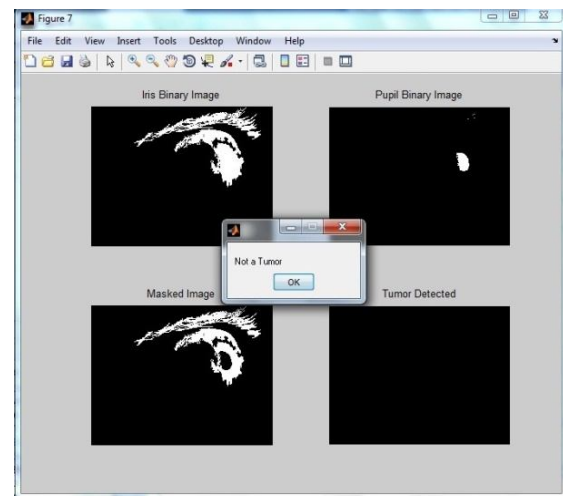 Figure 7
File Edit View Insert Tools Desktop Window Help
Iris Binary Image
Pupil Binary Image
Not a Tumor
OK
Masked Image
Tumor Detected